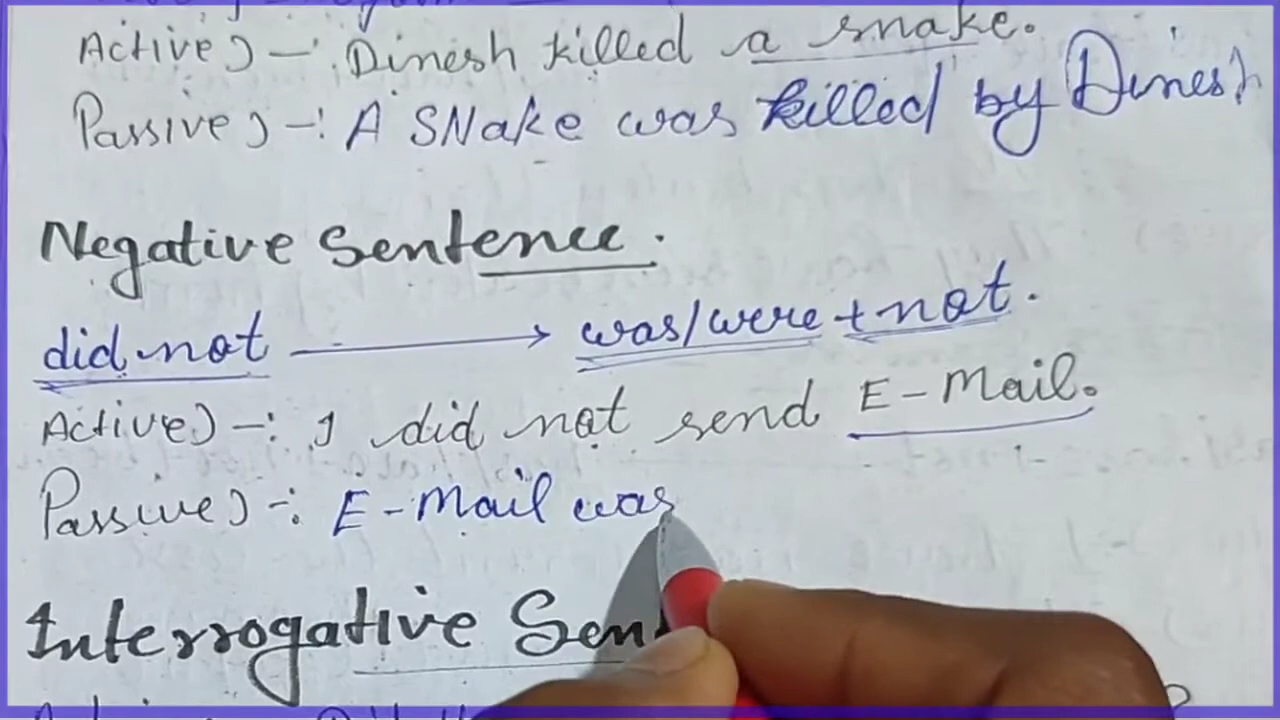 Active) -: Dinesh killed a snake.
Passive) -: A SNake was killed by Dinesh
Negative Sentence.
did not → was/were + not.
Active) -: I did not send E-Mail.
Passive) -: E-Mail was
Interrogative Sen